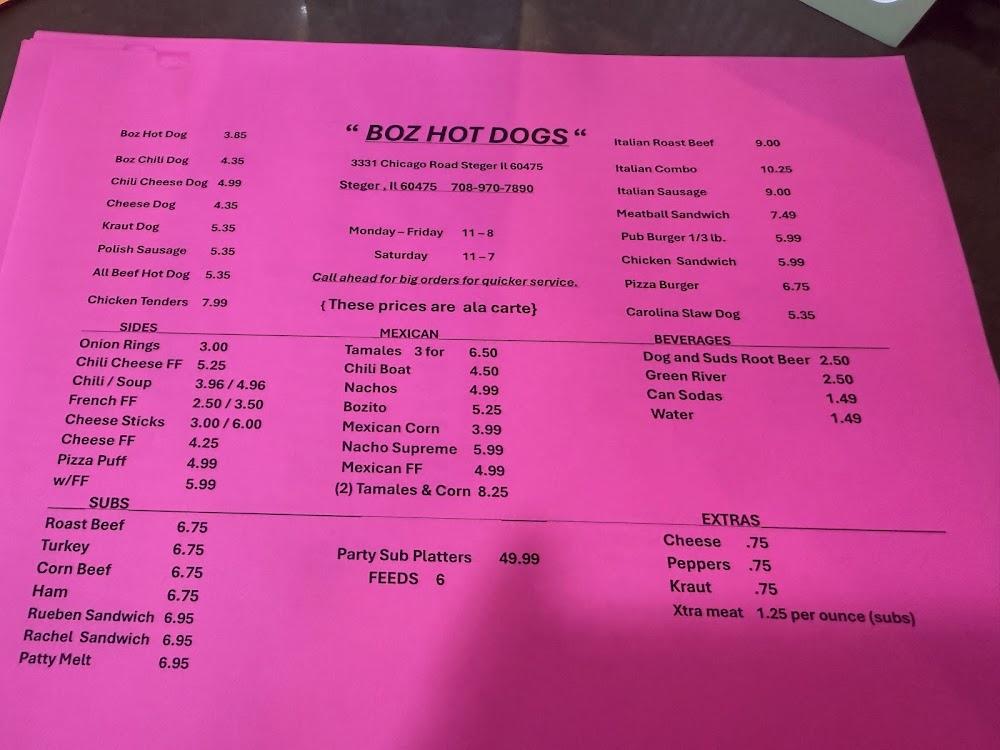 “ BOZ HOT DOGS “
3331 Chicago Road Steger Il 60475
Steger , Il 60475 708-970-7890
Monday – Friday 11 – 8
Saturday 11 – 7
Call ahead for big orders for quicker service.
{ These prices are ala carte}
Boz Hot Dog 3.85
Boz Chili Dog 4.35
Chili Cheese Dog 4.99
Cheese Dog 4.35
Kraut Dog 5.35
Polish Sausage 5.35
All Beef Hot Dog 5.35
Chicken Tenders 7.99
Italian Roast Beef 9.00
Italian Combo 10.25
Italian Sausage 9.00
Meatball Sandwich 7.49
Pub Burger 1/3 lb. 5.99
Chicken Sandwich 5.99
Pizza Burger 6.75
Carolina Slaw Dog 5.35
SIDES
Onion Rings 3.00
Chili Cheese FF 5.25
Chili / Soup 3.96 / 4.96
French FF 2.50 / 3.50
Cheese Sticks 3.00 / 6.00
Cheese FF 4.25
Pizza Puff 4.99
w/FF 5.99
MEXICAN
Tamales 3 for 6.50
Chili Boat 4.50
Nachos 4.99
Bozito 5.25
Mexican Corn 3.99
Nacho Supreme 5.99
Mexican FF 4.99
(2) Tamales & Corn 8.25
BEVERAGES
Dog and Suds Root Beer 2.50
Green River 2.50
Can Sodas 1.49
Water 1.49
SUBS
Roast Beef 6.75
Turkey 6.75
Corn Beef 6.75
Ham 6.75
Rueben Sandwich 6.95
Rachel Sandwich 6.95
Patty Melt 6.95
Party Sub Platters 49.99
FEEDS 6
EXTRAS
Cheese .75
Peppers .75
Kraut .75
Xtra meat 1.25 per ounce (subs)